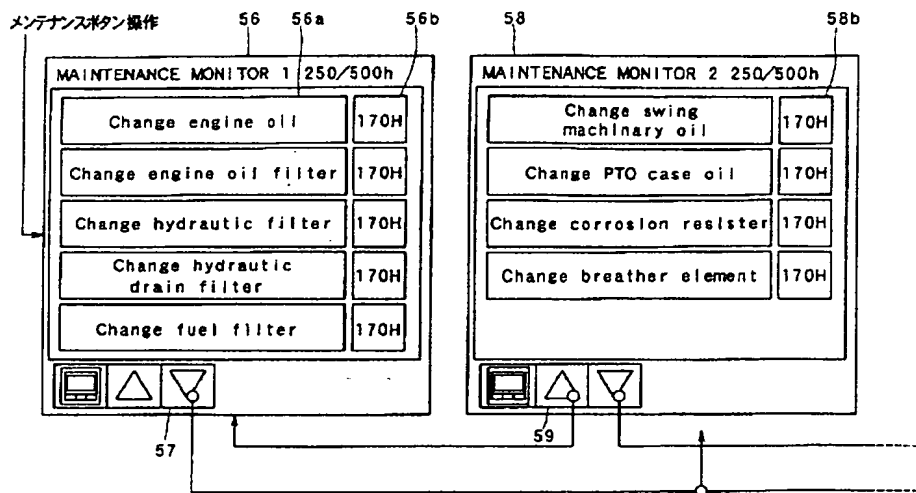 メンテナンスボタン操作
56
56a
56b
58
58b
MAINTENANCE MONITOR 1 250/500h
Change engine oil
170H
Change engine oil filter
170H
Change hydrautic filter
170H
Change hydrautic
drain filter
170H
Change fuel filter
170H
57
MAINTENANCE MONITOR 2 250/500h
Change swing
machinary oil
170H
Change PTO case oil
170H
Change corrosion resister
170H
Change breather element
170H
59